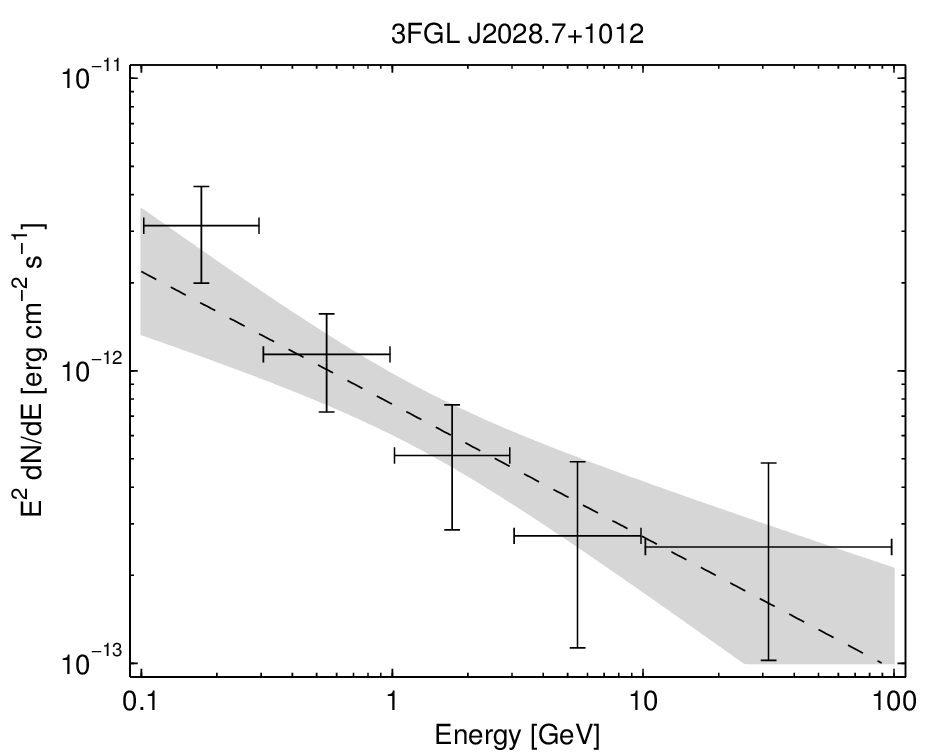 3FGL J2028.7+1012
10⁻¹¹
10⁻¹²
10⁻¹³
E² dN/dE [erg cm⁻² s⁻¹]
0.1 1 10 100
Energy [GeV]